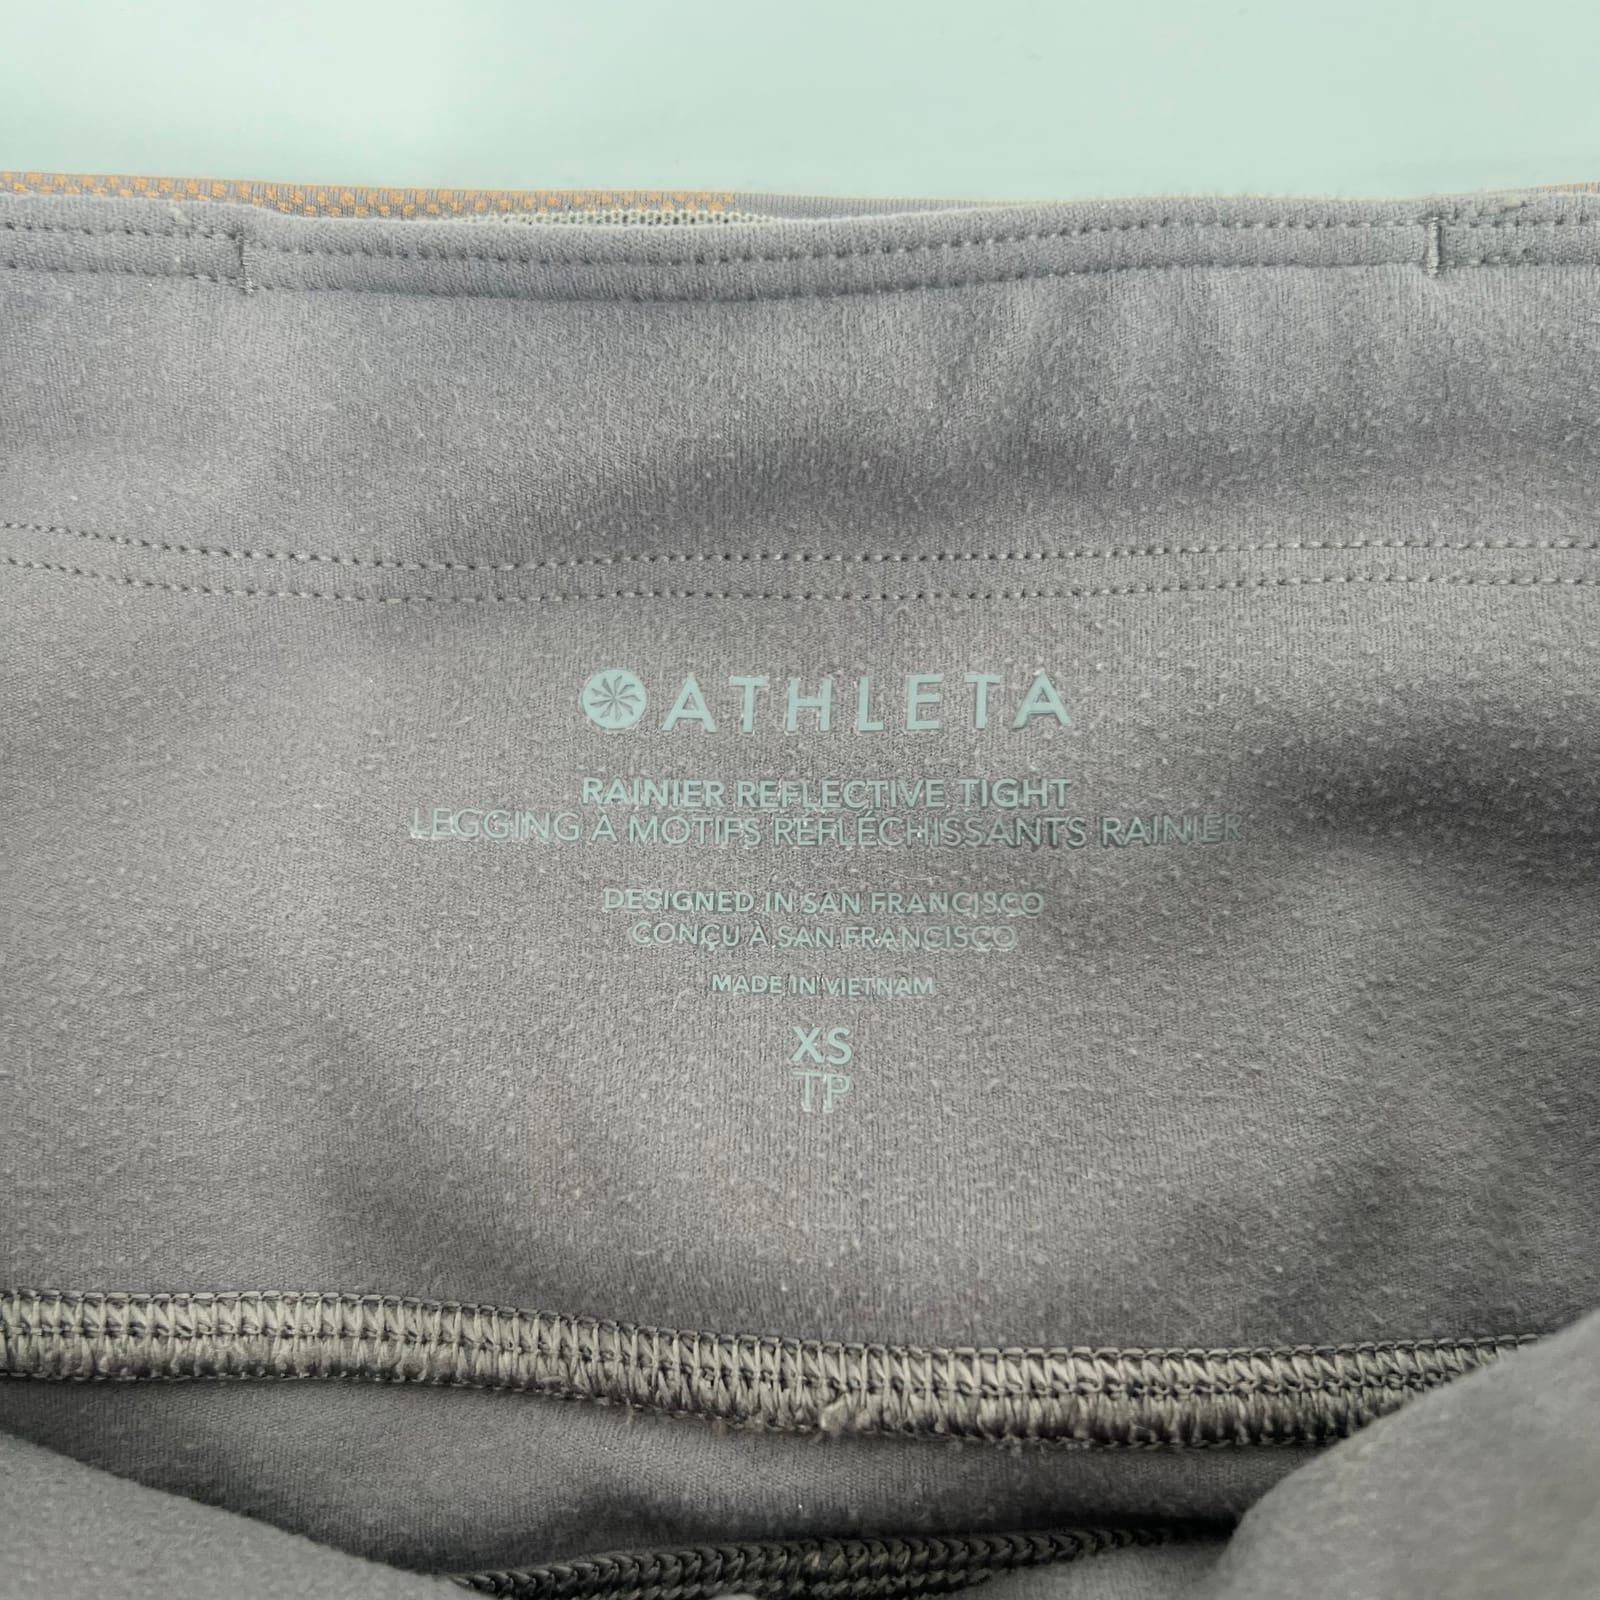 ATHLETA
RAINIER REFLECTIVE TIGHT
LEGGING À MOTIFS RÉFLÉCHISSANTS RAINIER
DESIGNED IN SAN FRANCISCO
CONÇU À SAN FRANCISCO
MADE IN VIETNAM
XS
TP